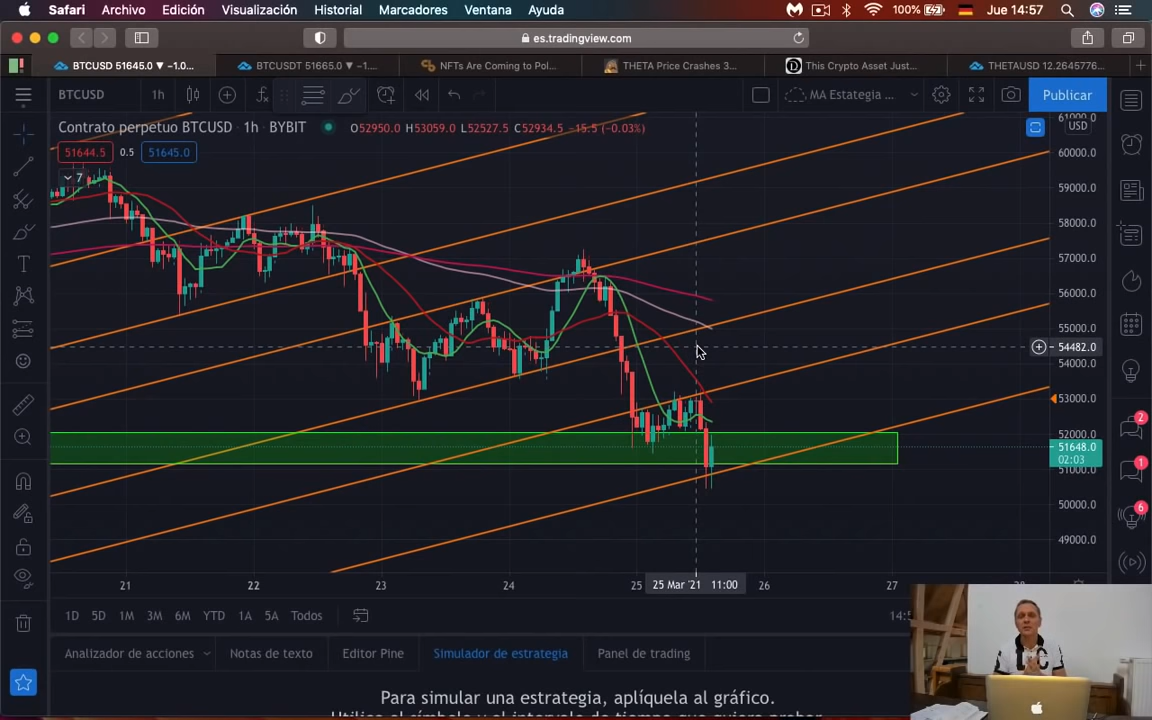 Safari Archivo Edición Visualización Historial Marcadores Ventana Ayuda 100% Jue 14:57
es.tradingview.com
BTCUSD 51645.0 ▼ −1.0... BTCUSDT 51665.0 ▼ −1.... NFTs Are Coming to Pol... THETA Price Crashes 3... This Crypto Asset Just... THETAUSD 12.2645776...
BTCUSD 1h MA Estategia ... Publicar
Contrato perpetuo BTCUSD · 1h · BYBIT O52950.0 H53059.0 L52527.5 C52934.5 −15.5 (−0.03%) USD
51644.5 0.5 51645.0
7
61000.0
60000.0
59000.0
58000.0
57000.0
56000.0
55000.0
54482.0
54000.0
53000.0
52000.0
51648.0
02:03
51000.0
50000.0
49000.0
2
1
6
21 22 23 24 25 25 Mar '21 11:00 26 27
1D 5D 1M 3M 6M YTD 1A 5A Todos
Analizador de acciones Notas de texto Editor Pine Simulador de estrategia Panel de trading
Para simular una estrategia, aplíquela al gráfico.